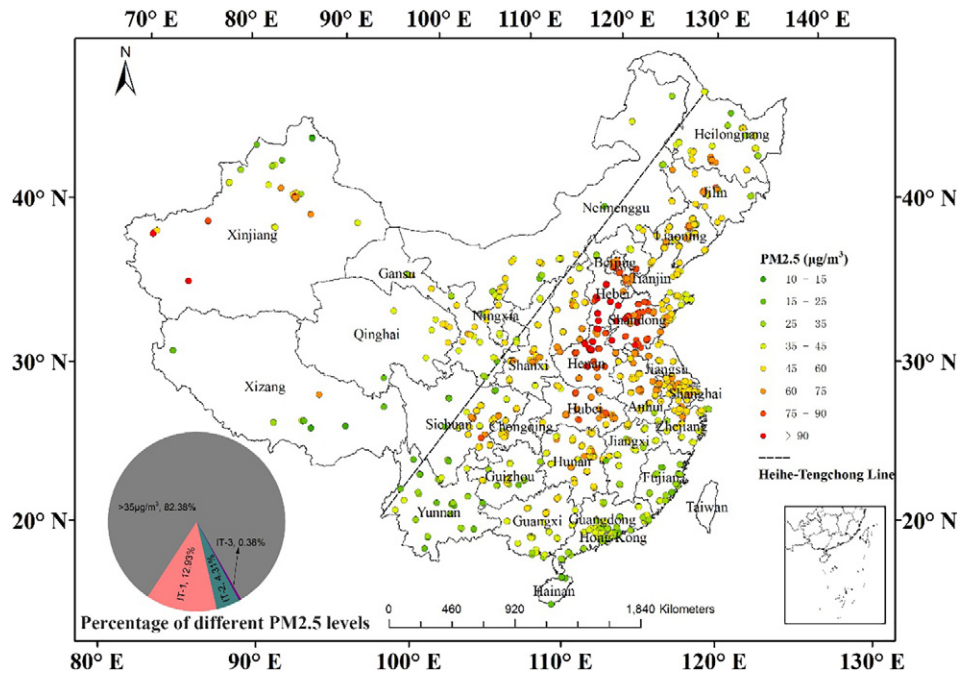 70° E 80° E 90° E 100° E 110° E 120° E 130° E 140° E
N
40° N
30° N
20° N
40° N
30° N
20° N
Heilongjiang
Jilin
Neimenggu
Liaoning
Xinjiang
Beijing
Tianjin
Gansu
Hebei
Ningxia
Shandong
Qinghai
Shanxi
Henan
Jiangsu
Xizang
Shanghai
Hubei
Anhui
Sichuan
Chongqing
Zhejiang
Jiangxi
Hunan
Guizhou
Fujian
Yunnan
Taiwan
Guangxi
Guangdong
Hong Kong
Hainan
PM2.5 (μg/m³)
10 - 15
15 - 25
25 - 35
35 - 45
45 - 60
60 - 75
75 - 90
> 90
Heihe-Tengchong Line
>35μg/m³, 82.38%
IT-1, 12.93%
IT-2, 4.31%
IT-3, 0.38%
Percentage of different PM2.5 levels
0 460 920 1,840 Kilometers
80° E 90° E 100° E 110° E 120° E 130° E